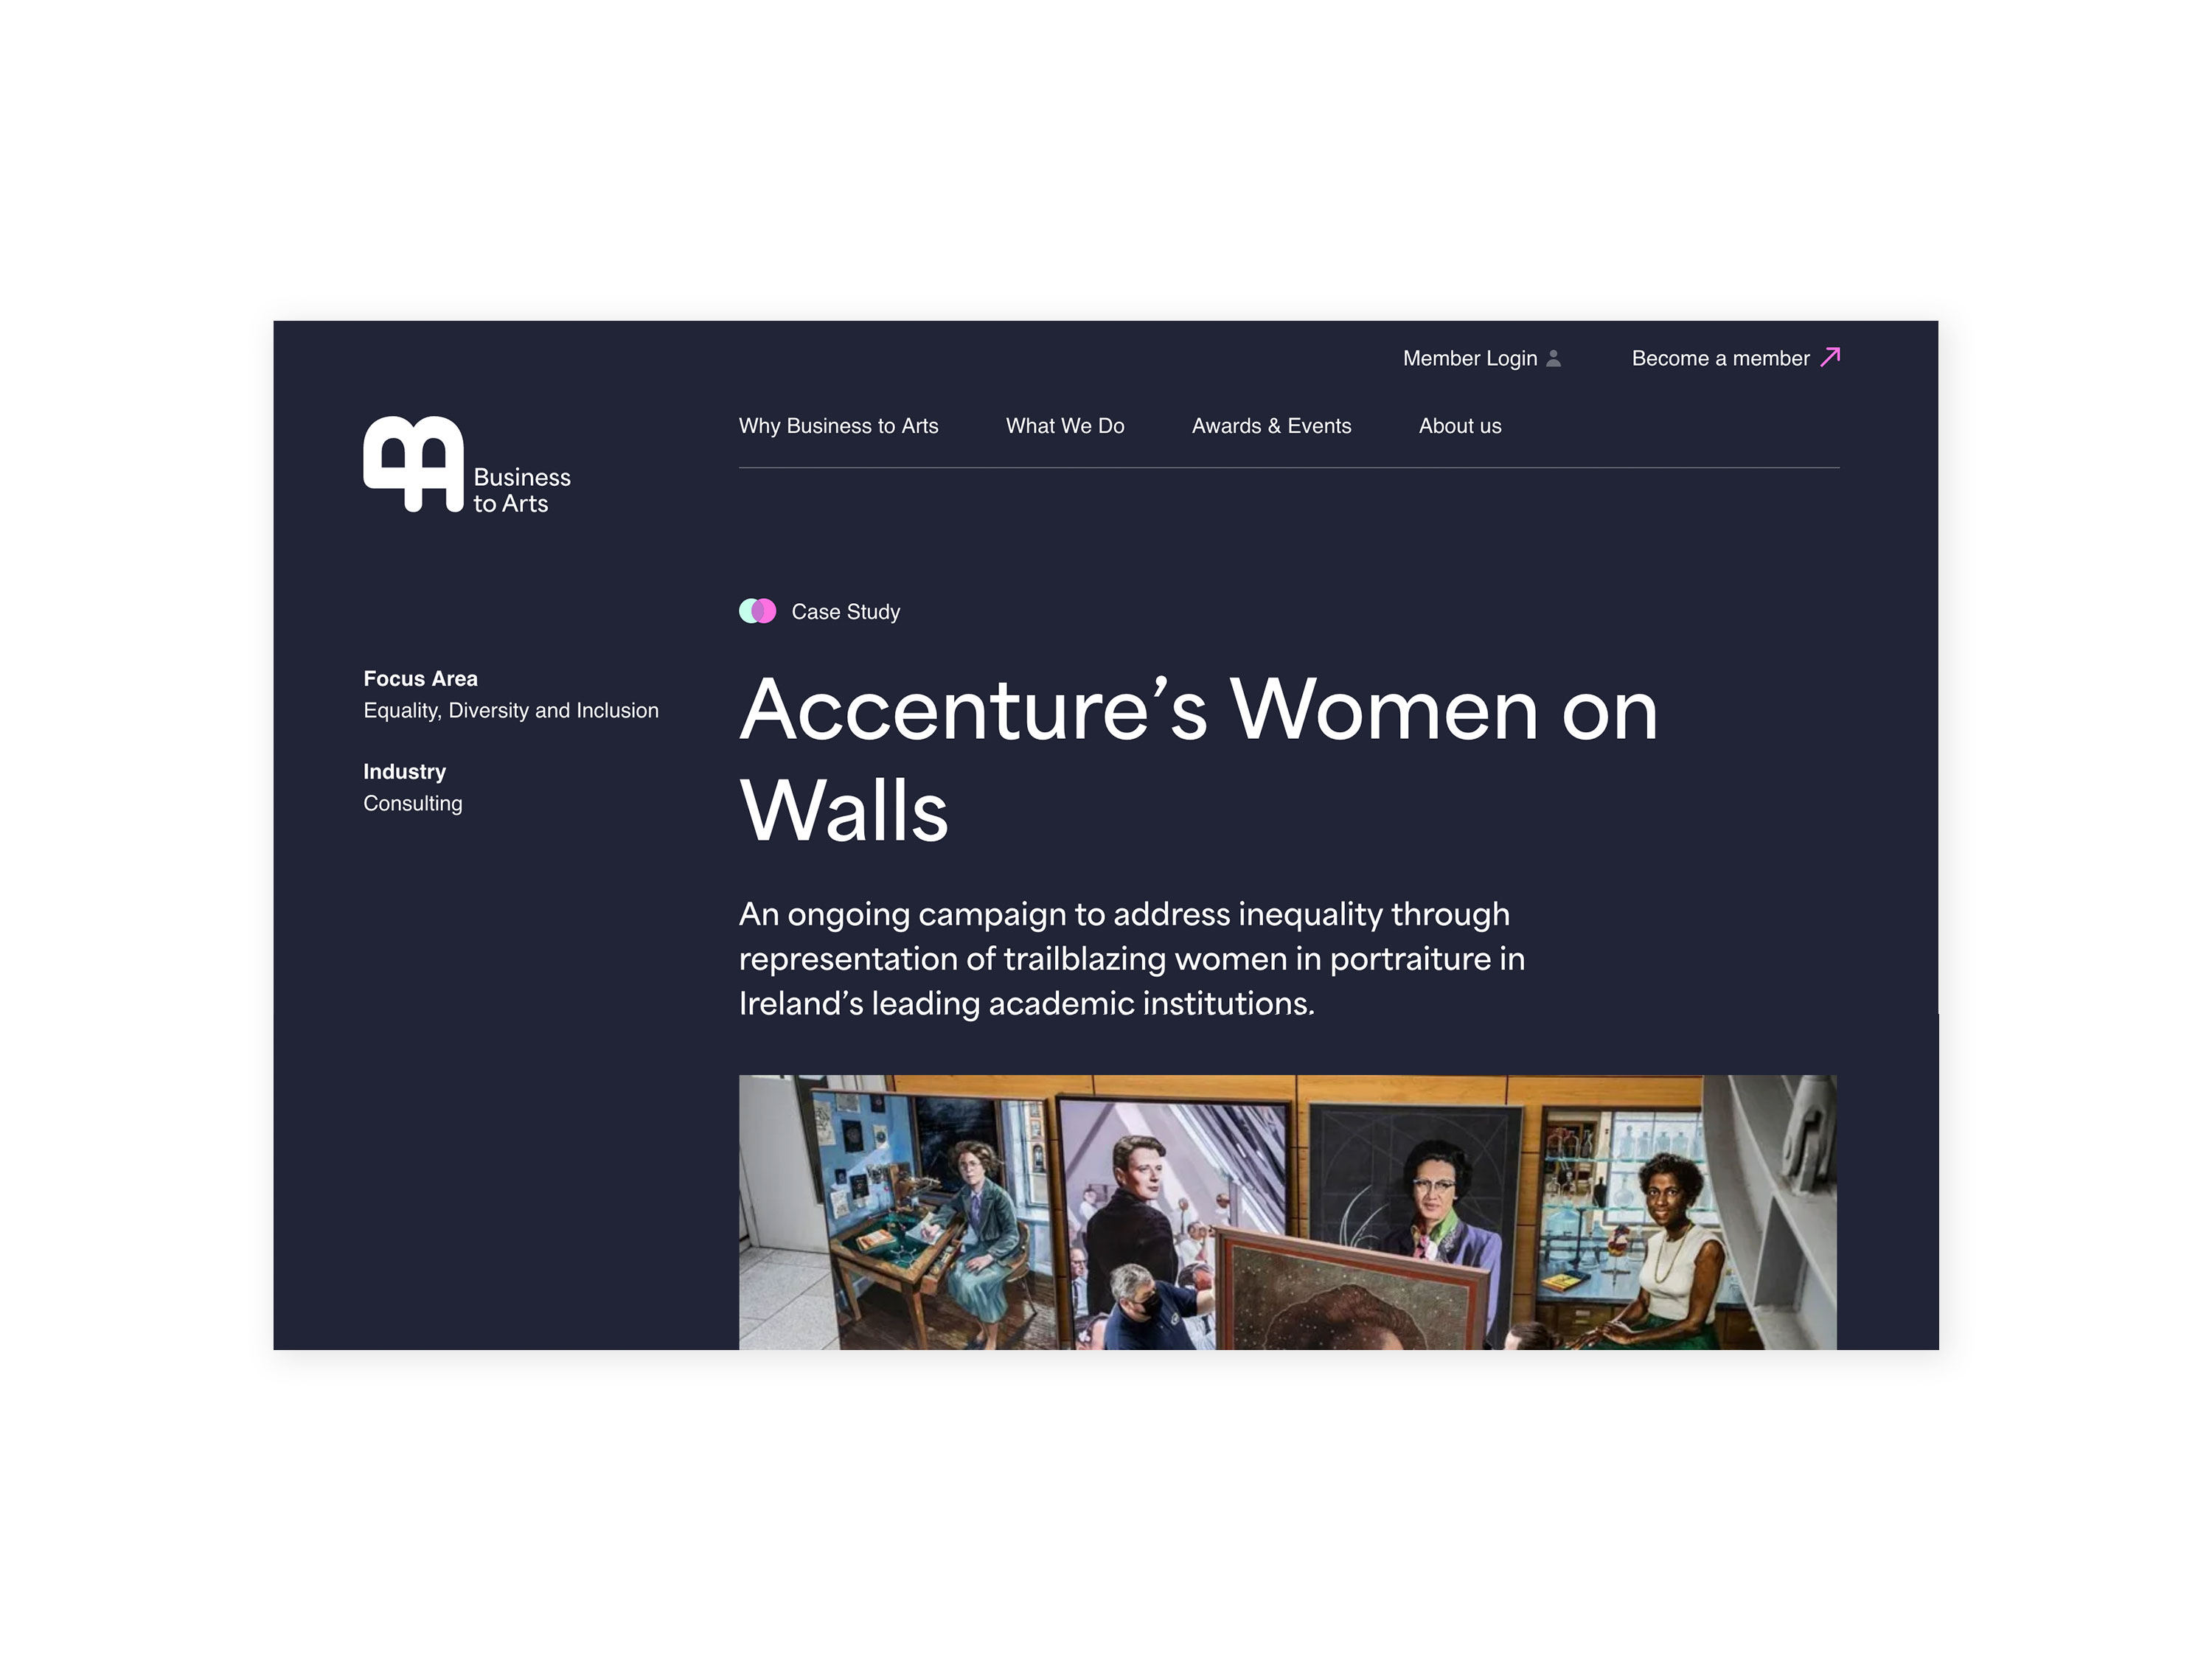 Member Login
Become a member
Why Business to Arts
What We Do
Awards & Events
About us
Business
to Arts
Case Study
Focus Area
Equality, Diversity and Inclusion
Industry
Consulting
Accenture’s Women on
Walls
An ongoing campaign to address inequality through
representation of trailblazing women in portraiture in
Ireland’s leading academic institutions.